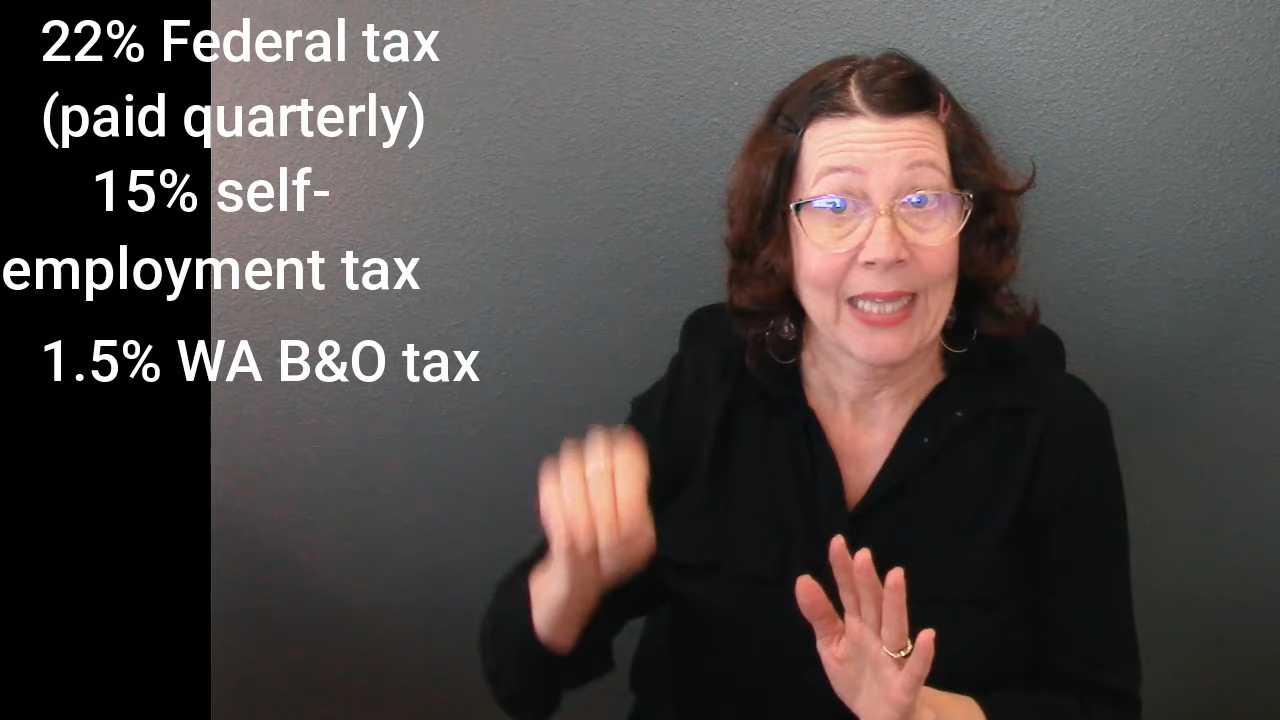 22% Federal tax
(paid quarterly)
15% self-
employment tax
1.5% WA B&O tax